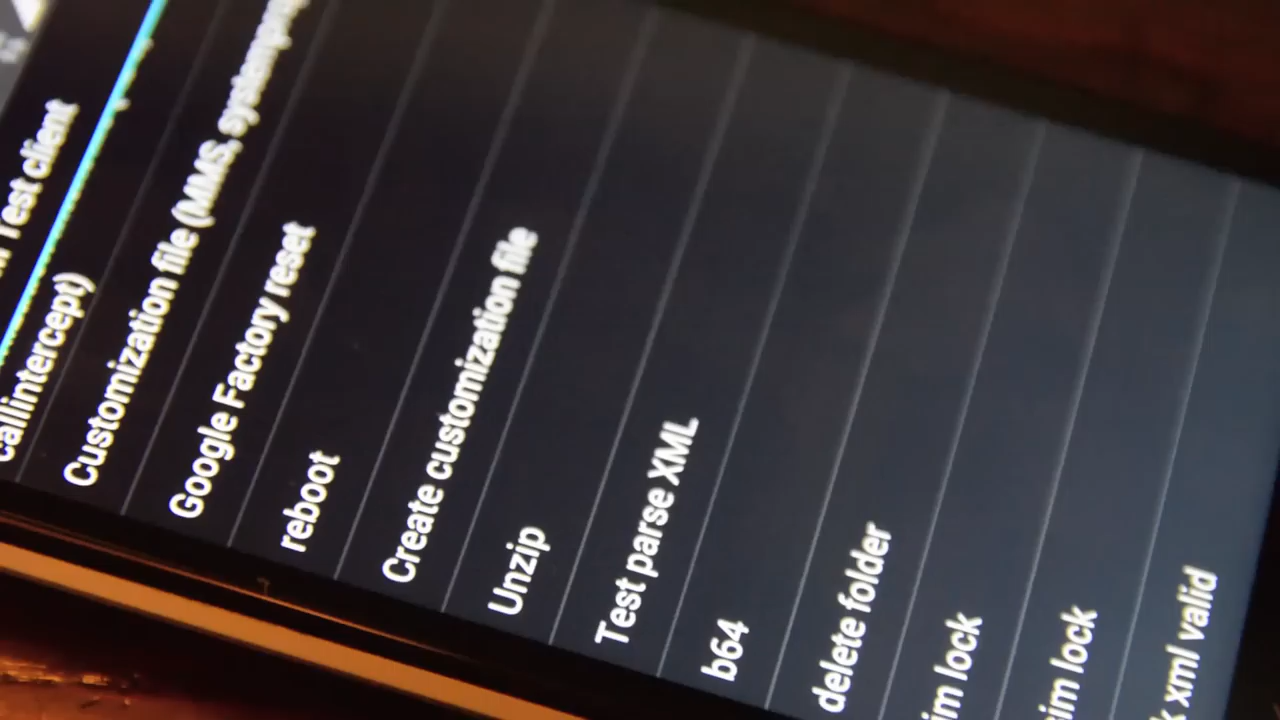 Test client
callintercept)
Customization file (MMS,
Google Factory reset
reboot
Create customization file
Unzip
Test parse XML
b64
delete folder
lock
lock
xml valid